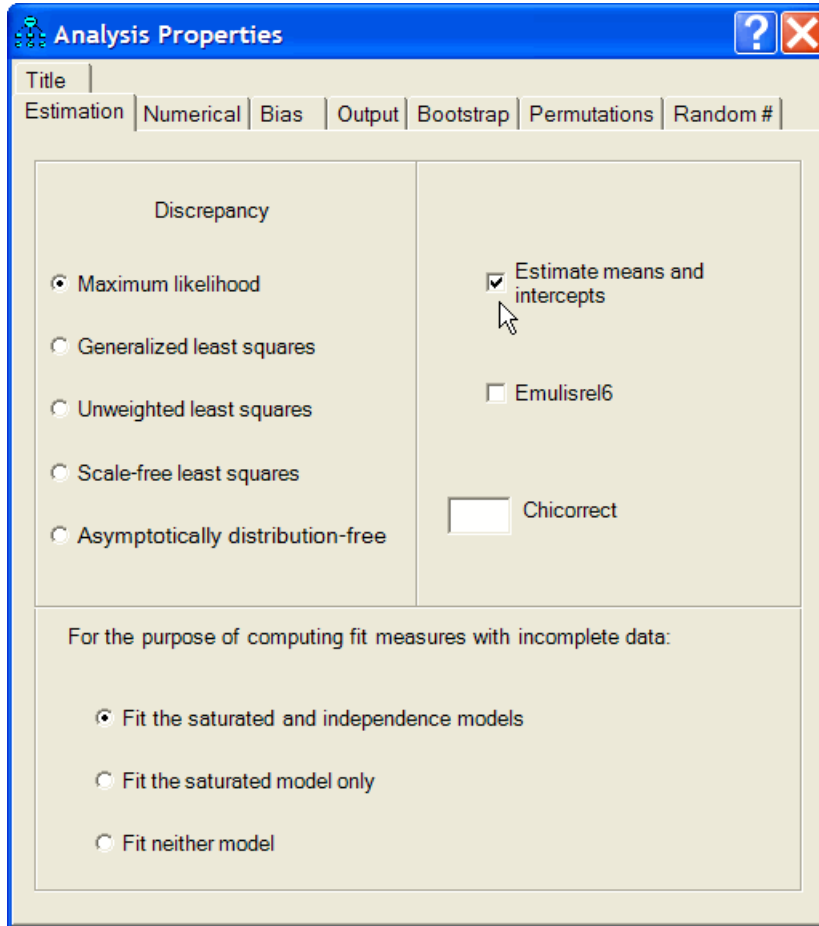 Analysis Properties
Title
Estimation Numerical Bias Output Bootstrap Permutations Random #
Discrepancy
Maximum likelihood
Generalized least squares
Unweighted least squares
Scale-free least squares
Asymptotically distribution-free
Estimate means and
intercepts
Emulisrel6
Chicorrect
For the purpose of computing fit measures with incomplete data:
Fit the saturated and independence models
Fit the saturated model only
Fit neither model